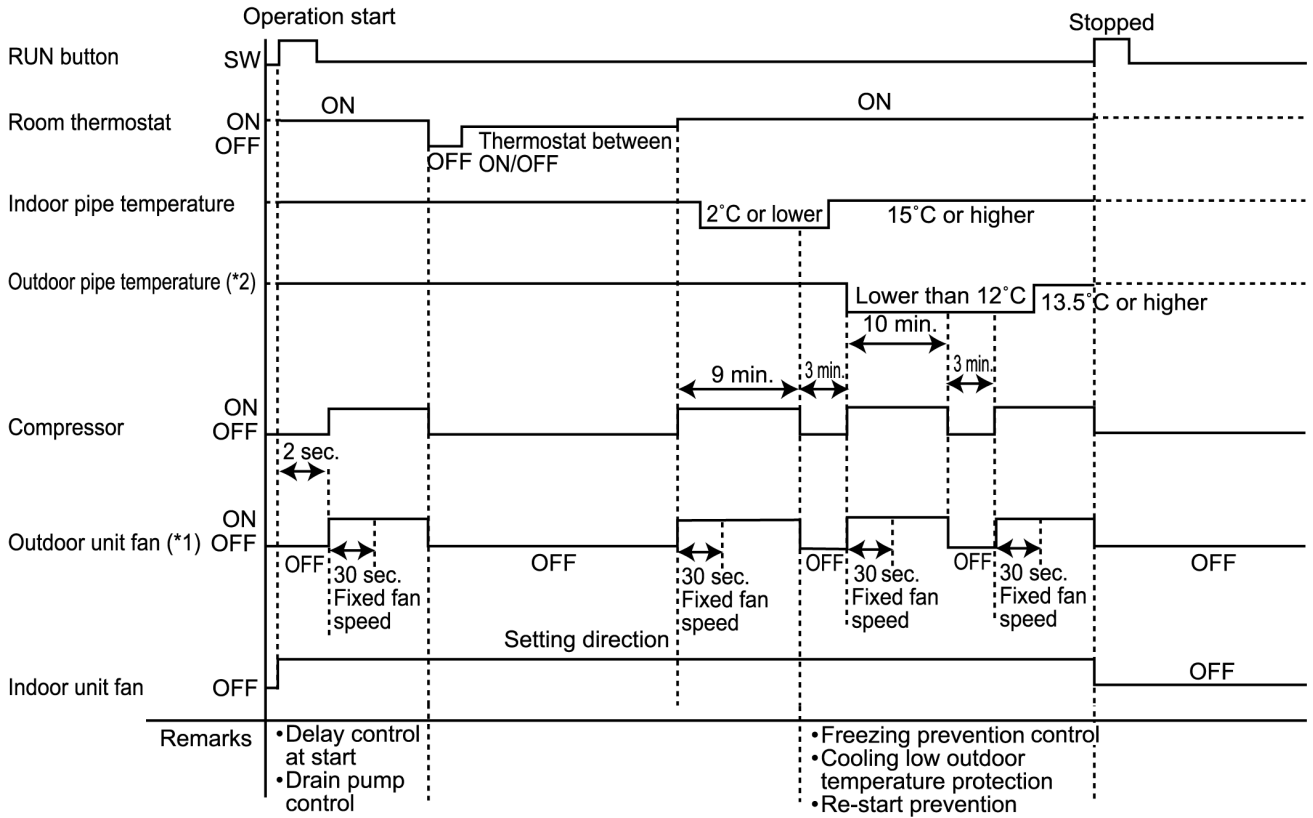 Operation start
Stopped
RUN button
SW
ON
ON
Room thermostat
ON
OFF
OFF
Thermostat between
ON/OFF
Indoor pipe temperature
2˚C or lower
15˚C or higher
Outdoor pipe temperature (*2)
Lower than 12˚C
13.5˚C or higher
10 min.
9 min.
3 min.
3 min.
Compressor
ON
OFF
2 sec.
Outdoor unit fan (*1)
ON
OFF
OFF
30 sec.
Fixed fan
speed
OFF
30 sec.
Fixed fan
speed
OFF
30 sec.
Fixed fan
speed
OFF
30 sec.
Fixed fan
speed
OFF
Setting direction
Indoor unit fan
OFF
OFF
Remarks
•Delay control
at start
•Drain pump
control
•Freezing prevention control
•Cooling low outdoor
temperature protection
•Re-start prevention